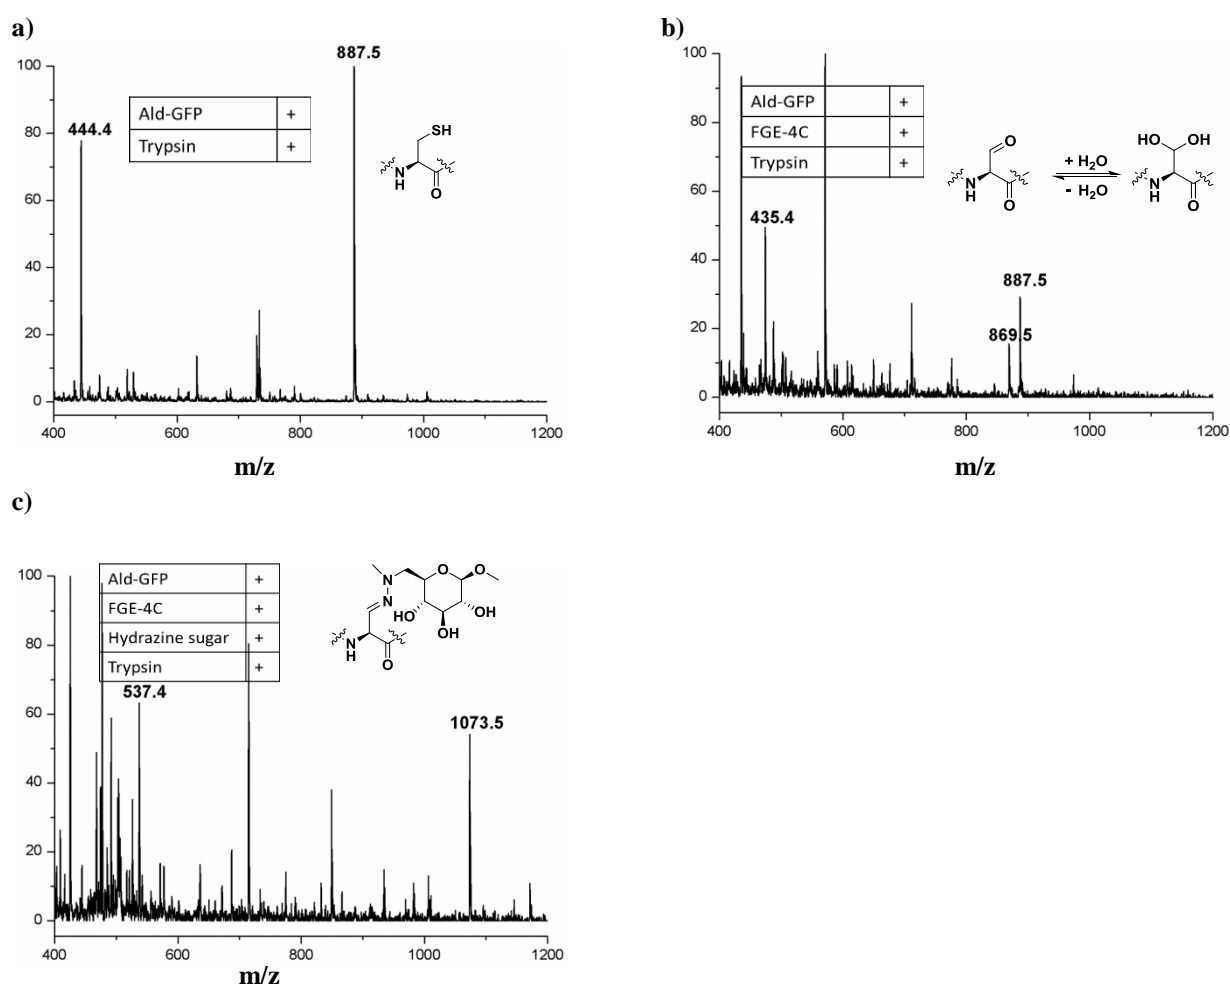 a)
887.5
444.4
Ald-GFP +
Trypsin +
SH
N
H
O
100
80
60
40
20
0
400 600 800 1000 1200
m/z
b)
Ald-GFP +
FGE-4C +
Trypsin +
435.4
887.5
869.5
O
N
H
O
+ H₂O
- H₂O
HO OH
N
H
O
100
80
60
40
20
0
400 600 800 1000 1200
m/z
c)
Ald-GFP +
FGE-4C +
Hydrazine sugar +
Trypsin +
537.4
1073.5
N
N
O
O
HO
OH
OH
N
H
O
100
80
60
40
20
0
400 600 800 1000 1200
m/z